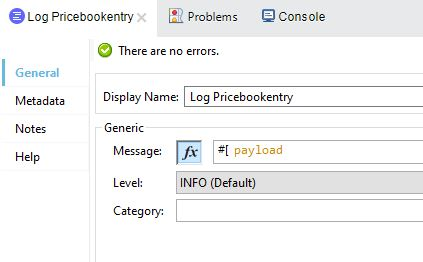 Log Pricebookentry Problems Console
There are no errors.
General
Metadata
Notes
Help
Display Name: Log Pricebookentry
Generic
Message: fx #[ payload
Level: INFO (Default)
Category: